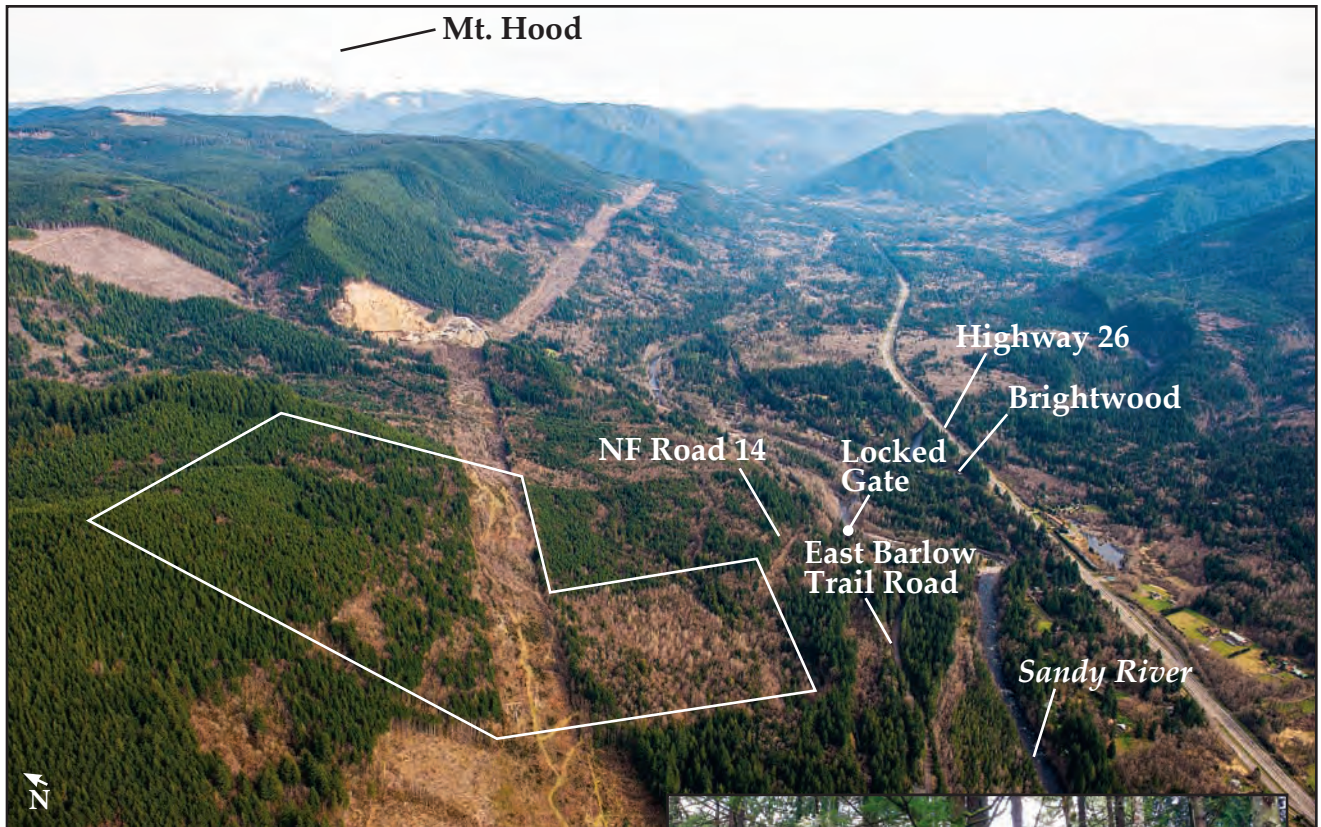 Mt. Hood
Highway 26
Brightwood
NF Road 14
Locked
Gate
East Barlow
Trail Road
Sandy River
N